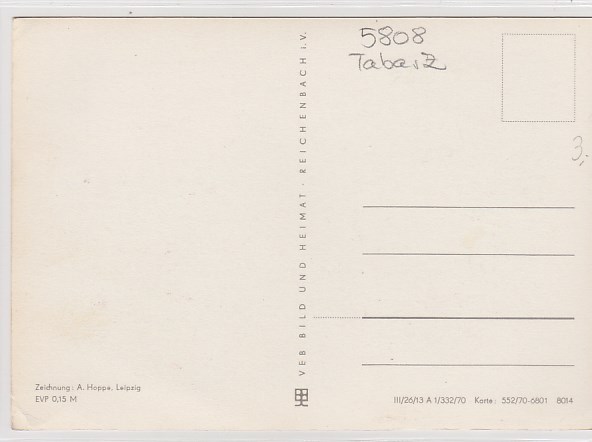 5808
Tabarz
3,-
VEB BILD UND HEIMAT · REICHENBACH i.V.
Zeichnung: A. Hoppe, Leipzig
EVP 0,15 M
III/26/13 A 1/332/70 Karte: 552/70-6801 8014